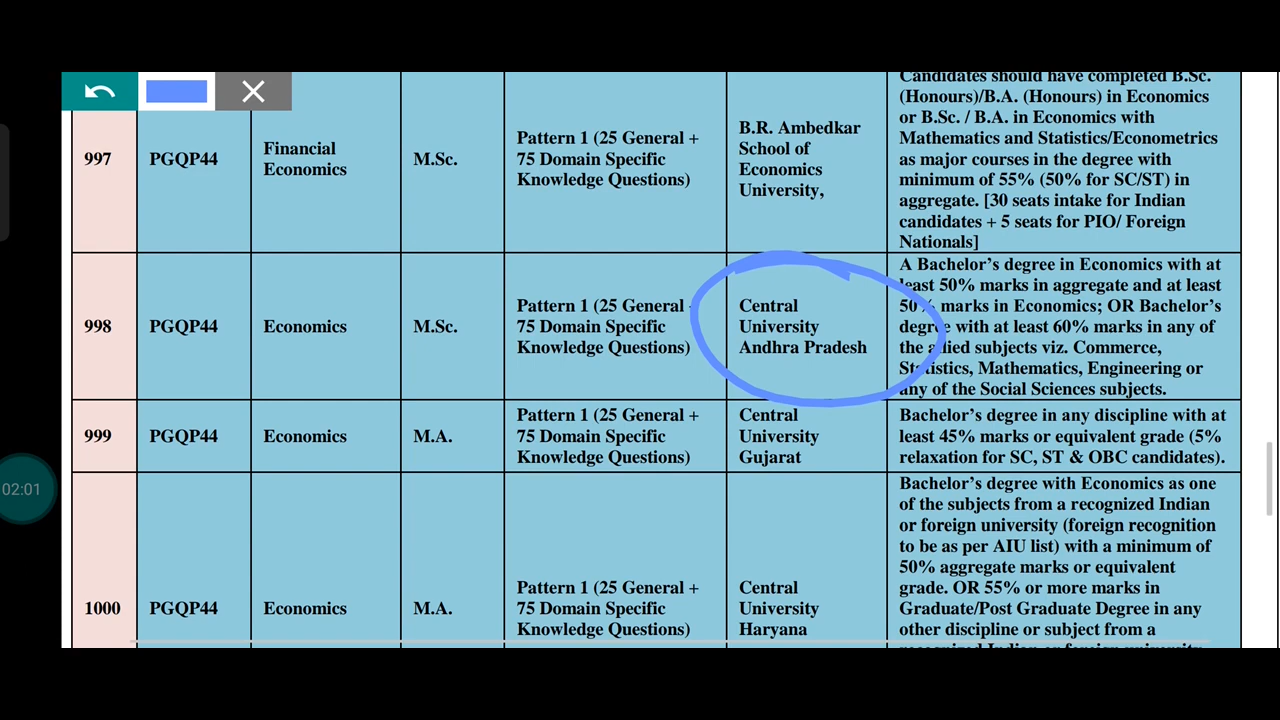 Candidates should have completed B.Sc.
(Honours)/B.A. (Honours) in Economics
or B.Sc. / B.A. in Economics with
Mathematics and Statistics/Econometrics
as major courses in the degree with
minimum of 55% (50% for SC/ST) in
aggregate. [30 seats intake for Indian
candidates + 5 seats for PIO/ Foreign
Nationals]
997
PGQP44
Financial
Economics
M.Sc.
Pattern 1 (25 General +
75 Domain Specific
Knowledge Questions)
B.R. Ambedkar
School of
Economics
University,
998
PGQP44
Economics
M.Sc.
Pattern 1 (25 General +
75 Domain Specific
Knowledge Questions)
Central
University
Andhra Pradesh
A Bachelor's degree in Economics with at
least 50% marks in aggregate and at least
50% marks in Economics; OR Bachelor's
degree with at least 60% marks in any of
the allied subjects viz. Commerce,
Statistics, Mathematics, Engineering or
any of the Social Sciences subjects.
999
PGQP44
Economics
M.A.
Pattern 1 (25 General +
75 Domain Specific
Knowledge Questions)
Central
University
Gujarat
Bachelor's degree in any discipline with at
least 45% marks or equivalent grade (5%
relaxation for SC, ST & OBC candidates).
1000
PGQP44
Economics
M.A.
Pattern 1 (25 General +
75 Domain Specific
Knowledge Questions)
Central
University
Haryana
Bachelor's degree with Economics as one
of the subjects from a recognized Indian
or foreign university (foreign recognition
to be as per AIU list) with a minimum of
50% aggregate marks or equivalent
grade. OR 55% or more marks in
Graduate/Post Graduate Degree in any
other discipline or subject from a
recognized Indian or foreign university
02:01